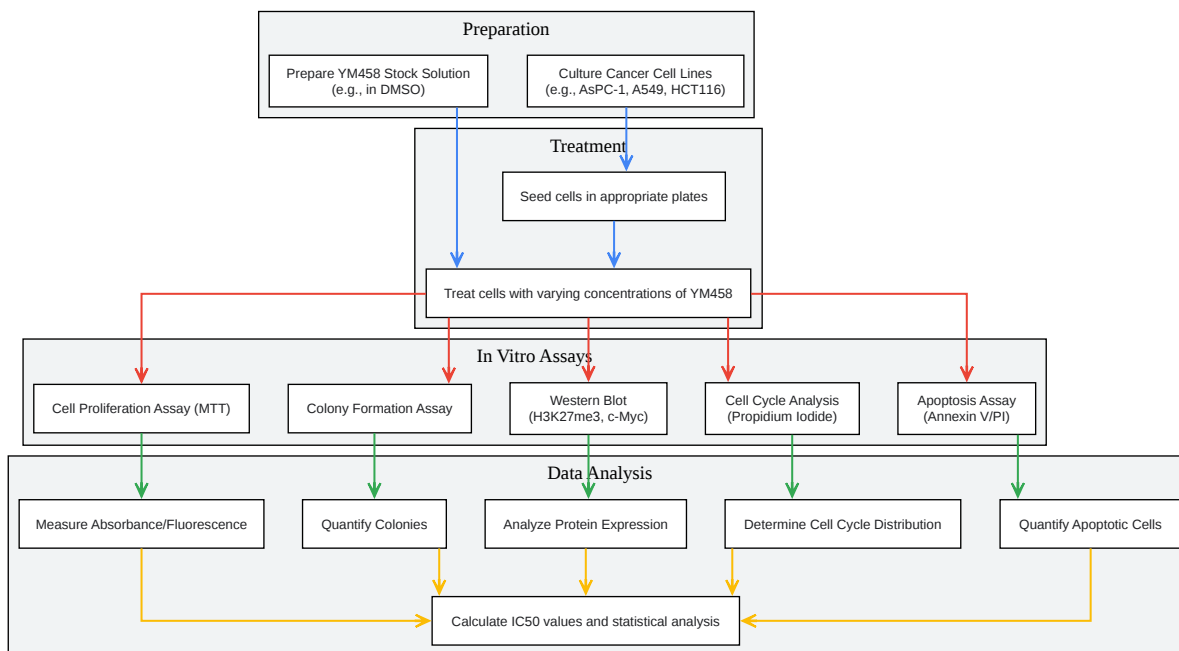 Preparation
Prepare YM458 Stock Solution
(e.g., in DMSO)
Culture Cancer Cell Lines
(e.g., AsPC-1, A549, HCT116)
Treatment
Seed cells in appropriate plates
Treat cells with varying concentrations of YM458
In Vitro Assays
Cell Proliferation Assay (MTT)
Colony Formation Assay
Western Blot
(H3K27me3, c-Myc)
Cell Cycle Analysis
(Propidium Iodide)
Apoptosis Assay
(Annexin V/PI)
Data Analysis
Measure Absorbance/Fluorescence
Quantify Colonies
Analyze Protein Expression
Determine Cell Cycle Distribution
Quantify Apoptotic Cells
Calculate IC50 values and statistical analysis